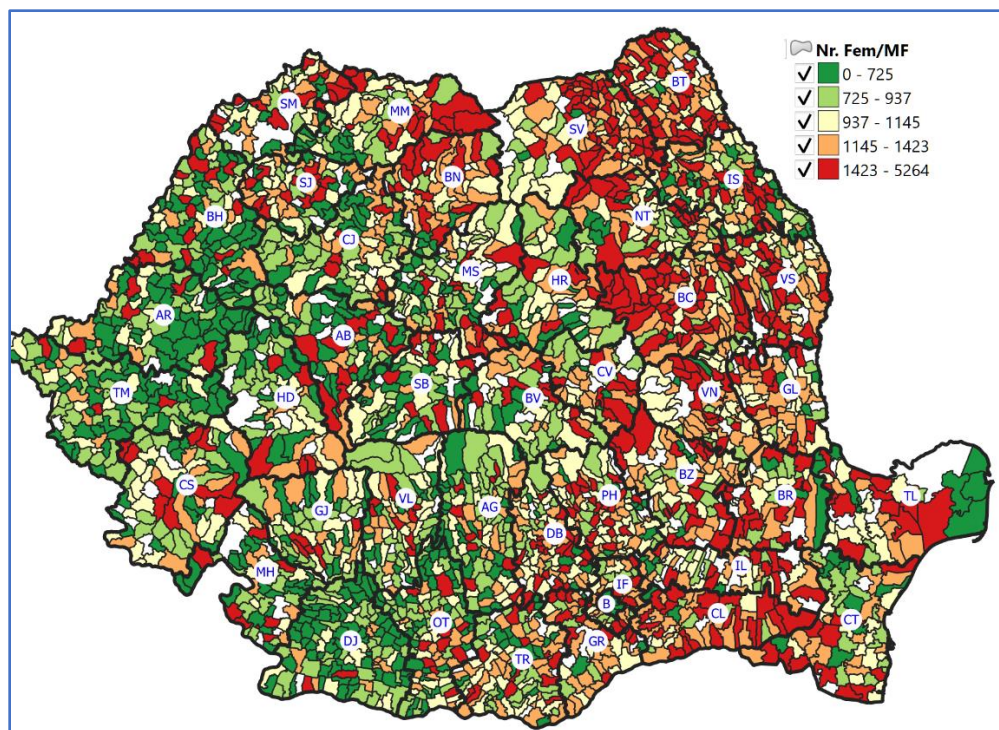 Nr. Fem/MF
0 - 725
725 - 937
937 - 1145
1145 - 1423
1423 - 5264
BT
SM
MM
SV
BN
IS
SJ
BH
NT
CJ
MS
HR
VS
BC
AR
AB
CV
SB
TM
HD
BV
VN
GL
CS
BZ
PH
BR
TL
VL
AG
GJ
DB
MH
IL
IF
B
CL
CT
OT
DJ
GR
TR